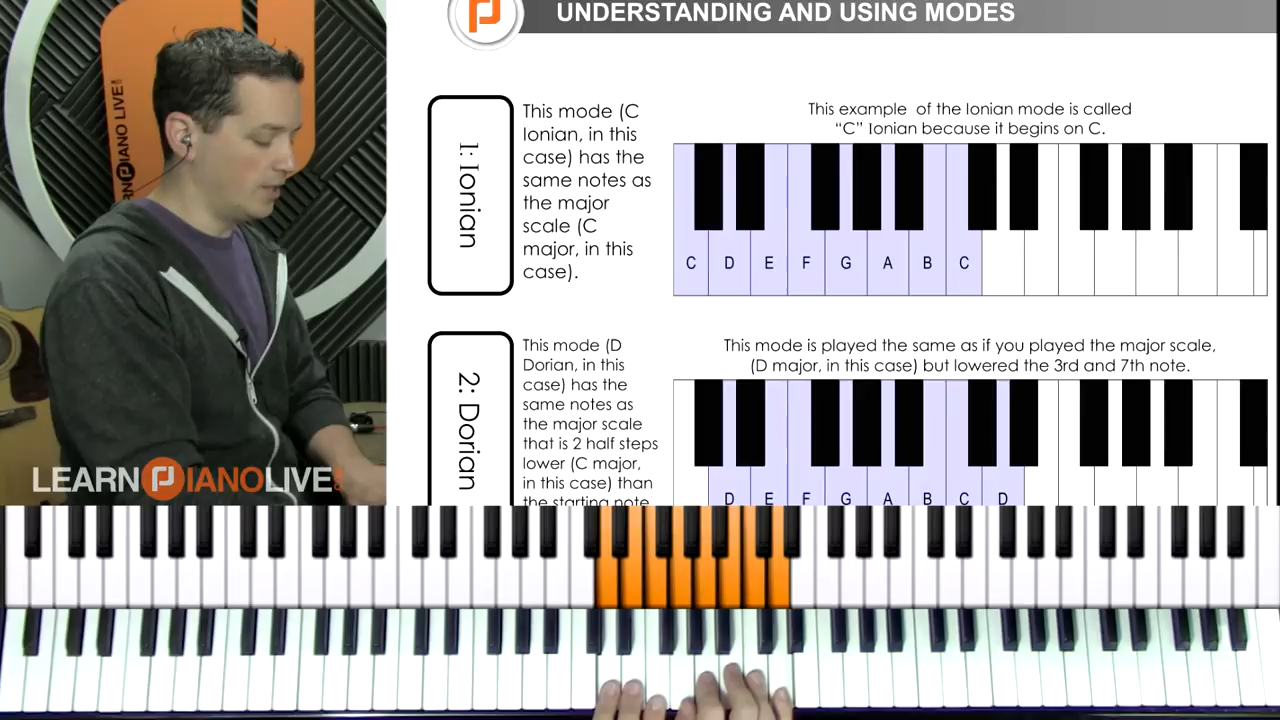 UNDERSTANDING AND USING MODES
PIANO LIVE
1: Ionian
This mode (C
Ionian, in this
case) has the
same notes as
the major
scale (C
major, in this
case).
This example of the Ionian mode is called
“C” Ionian because it begins on C.
C D E F G A B C
2: Dorian
This mode (D
Dorian, in this
case) has the
same notes as
the major scale
that is 2 half steps
lower (C major,
in this case) than
the starting note
This mode is played the same as if you played the major scale,
(D major, in this case) but lowered the 3rd and 7th note.
D E F G A B C D
LEARN PIANOLIVE